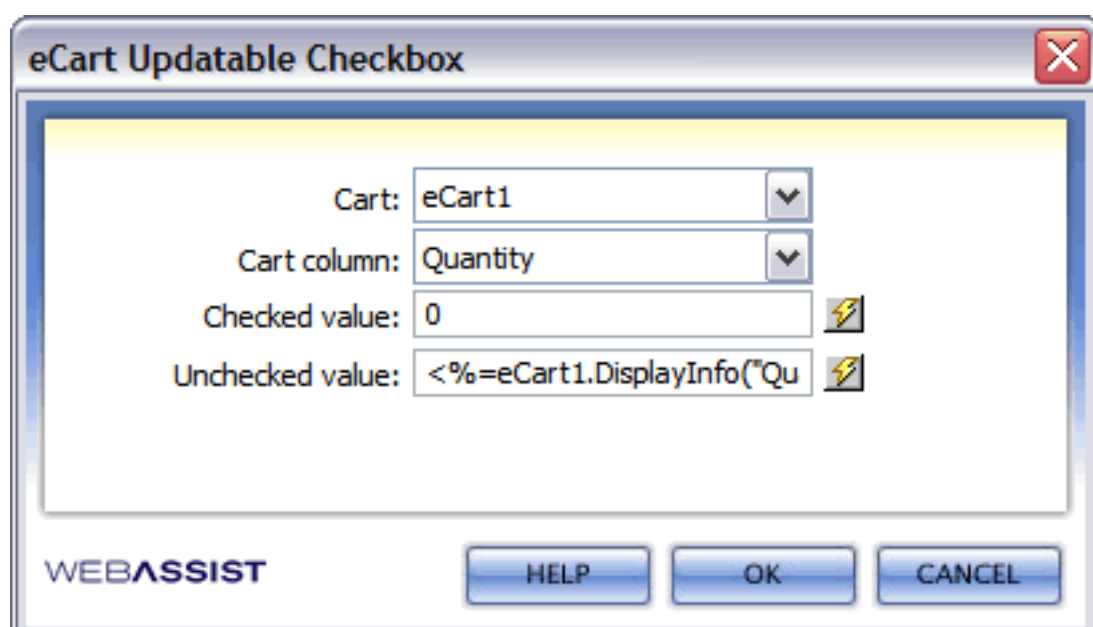 eCart Updatable Checkbox
Cart: eCart1
Cart column: Quantity
Checked value: 0
Unchecked value: <%=eCart1.DisplayInfo("Qu
WEBASSIST HELP OK CANCEL